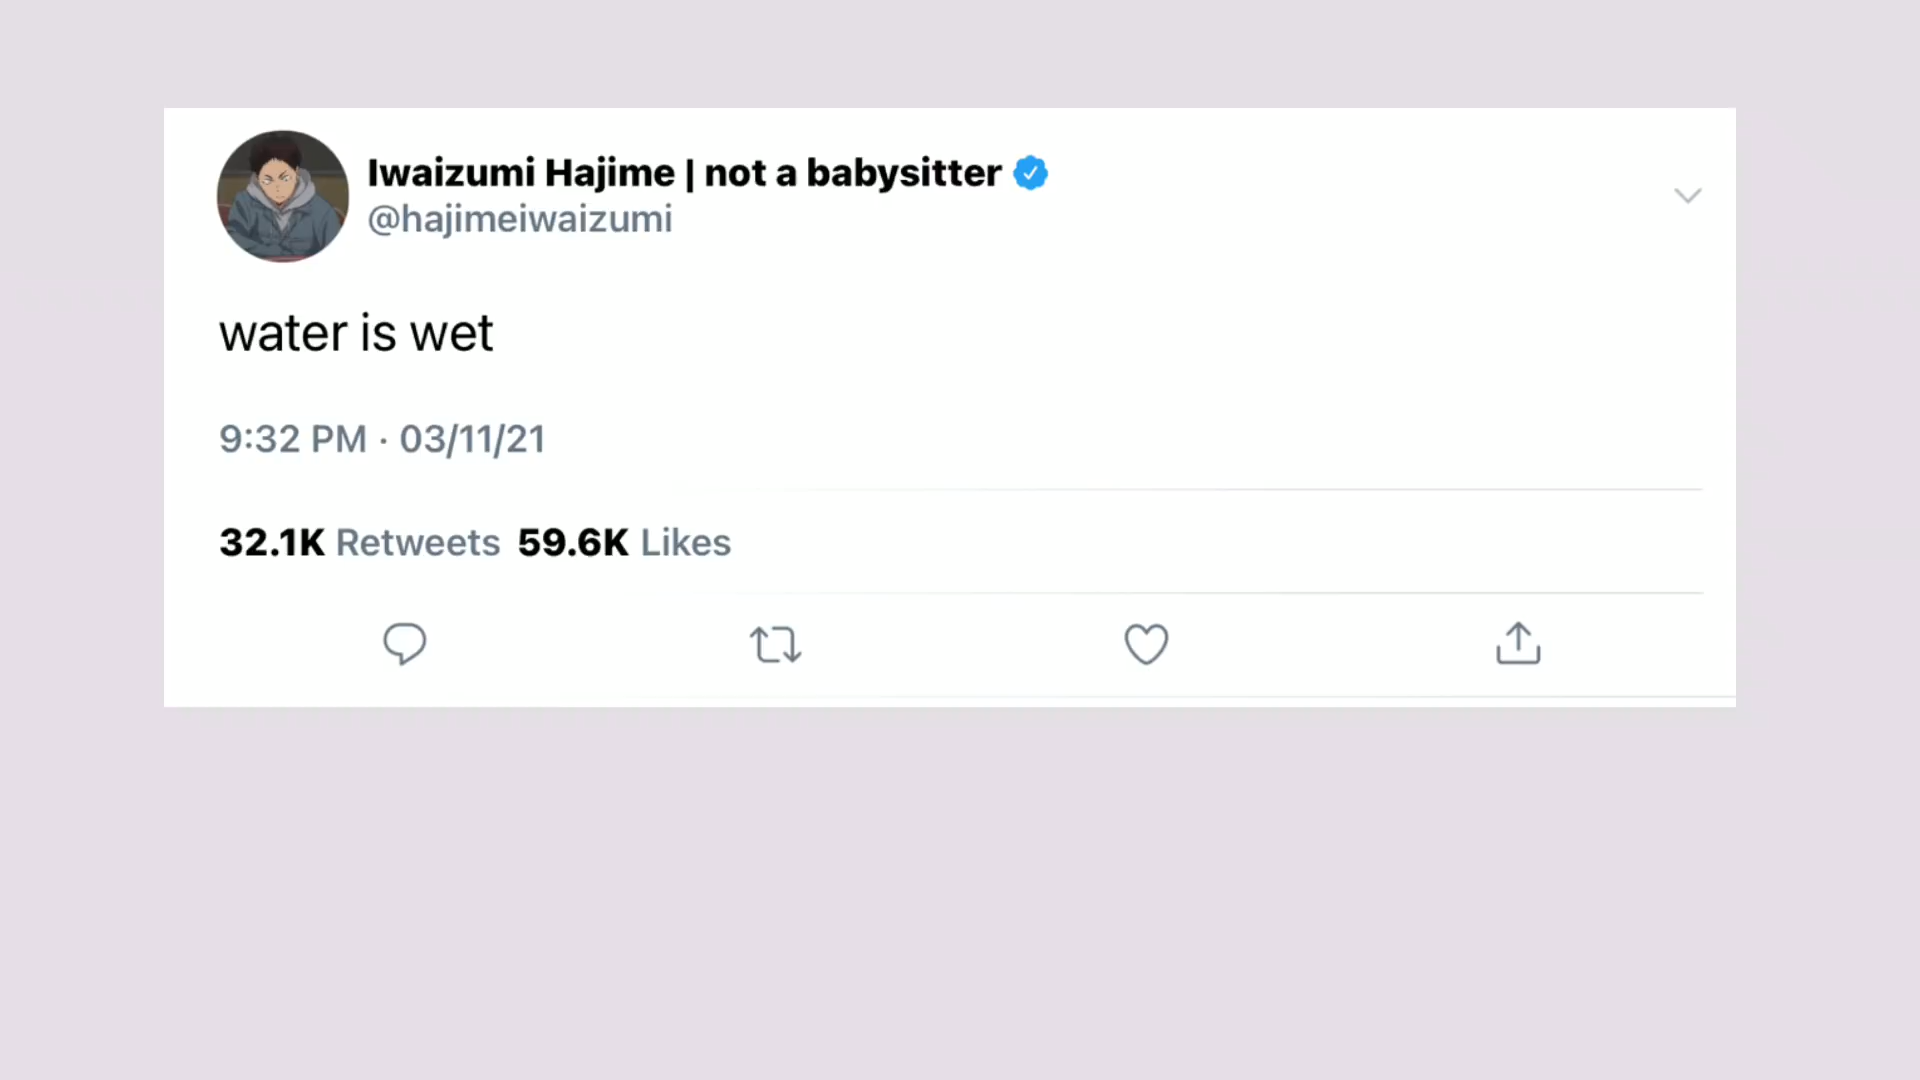 Iwaizumi Hajime | not a babysitter
@hajimeiwaizumi
water is wet
9:32 PM · 03/11/21
32.1K Retweets 59.6K Likes